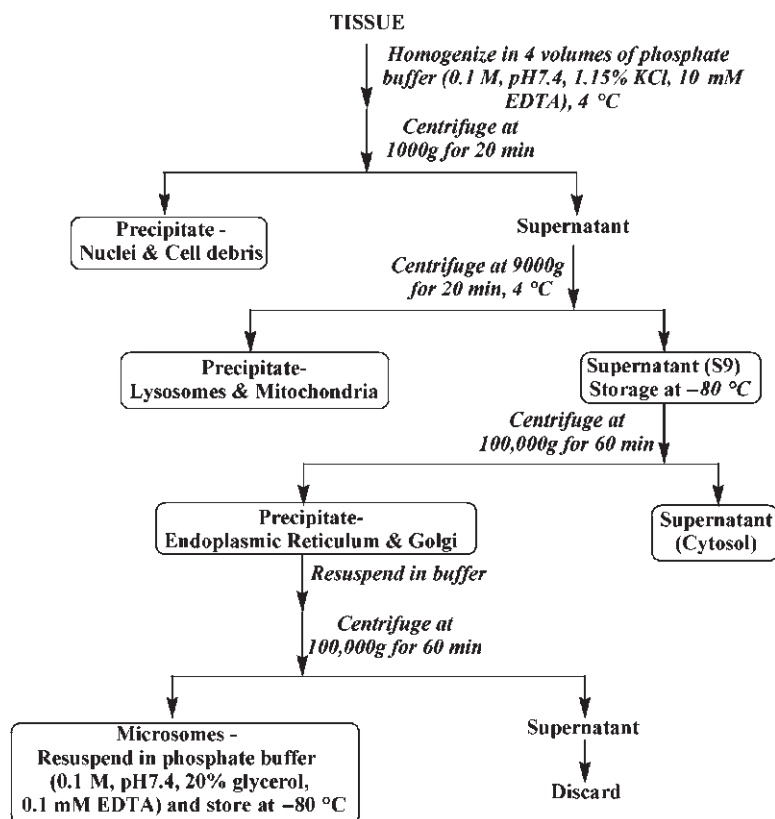 TISSUE
Homogenize in 4 volumes of phosphate
buffer (0.1 M, pH7.4, 1.15% KCl, 10 mM
EDTA), 4 °C
Centrifuge at
1000g for 20 min
Precipitate -
Nuclei & Cell debris
Supernatant
Centrifuge at 9000g
for 20 min, 4 °C
Precipitate-
Lysosomes & Mitochondria
Supernatant (S9)
Storage at –80 °C
Centrifuge at
100,000g for 60 min
Precipitate-
Endoplasmic Reticulum & Golgi
Supernatant
(Cytosol)
Resuspend in buffer
Centrifuge at
100,000g for 60 min
Microsomes -
Resuspend in phosphate buffer
(0.1 M, pH7.4, 20% glycerol,
0.1 mM EDTA) and store at –80 °C
Supernatant
Discard